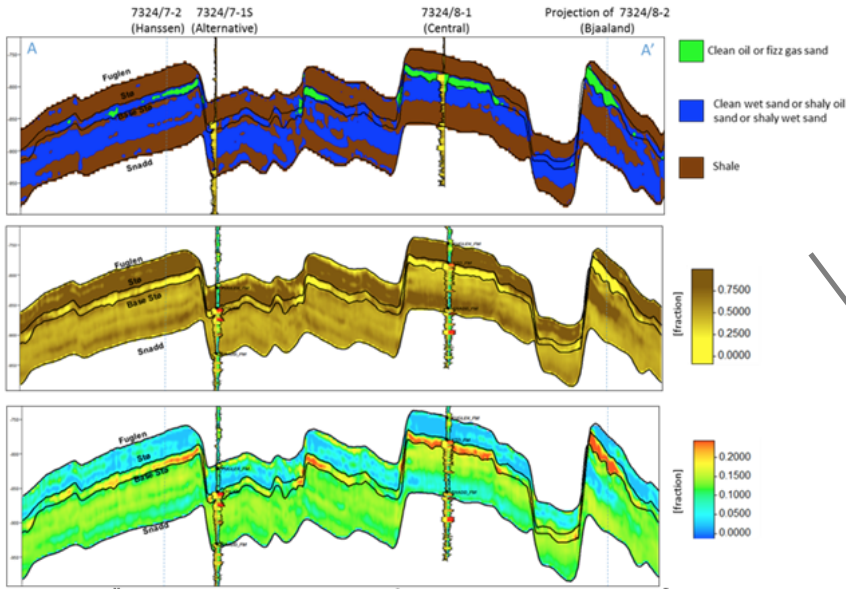 7324/7-2 7324/7-1S 7324/8-1 Projection of 7324/8-2
(Hanssen) (Alternative) (Central) (Bjaaland)
A A'
Fuglen
Stø
Base Stø
Snadd
Clean oil or fizz gas sand
Clean wet sand or shaly oil
sand or shaly wet sand
Shale
Fuglen
Stø
Base Stø
Snadd
[fraction]
0.7500
0.5000
0.2500
0.0000
Fuglen
Stø
Base Stø
Snadd
[fraction]
0.2000
0.1500
0.1000
0.0500
0.0000